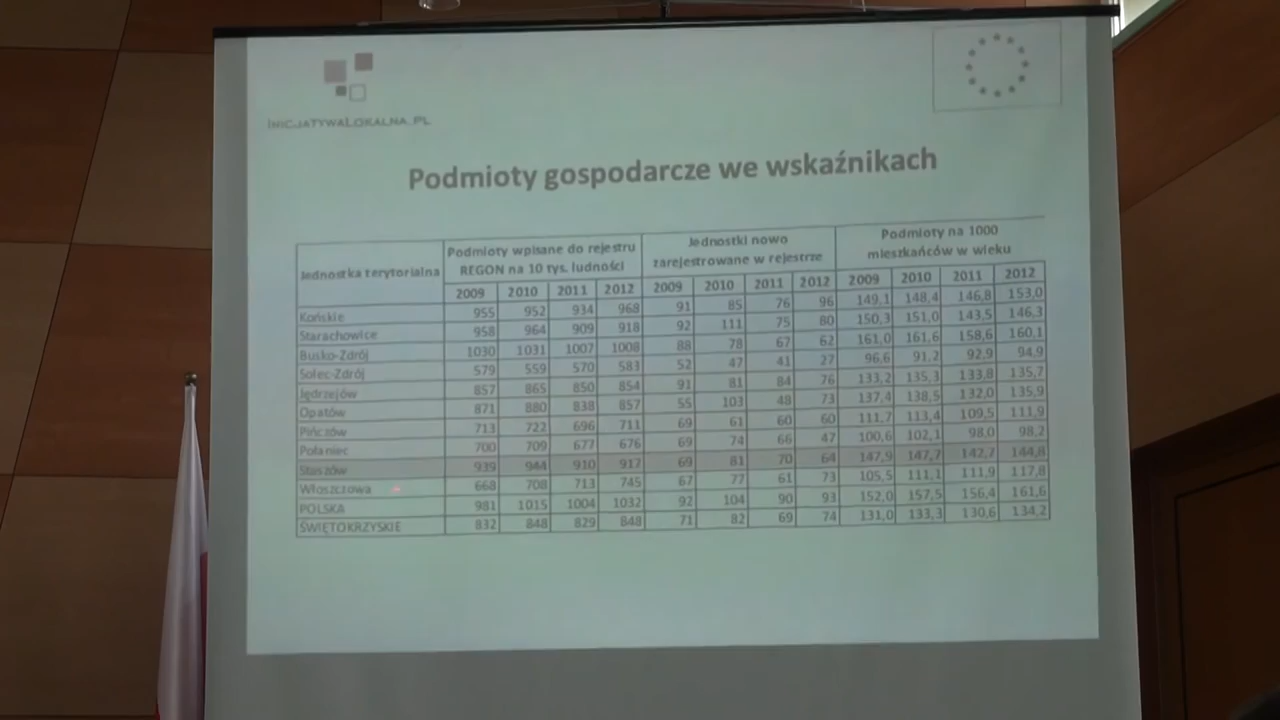 INICJATYWALOKALNA.PL
Podmioty gospodarcze we wskaźnikach
Jednostka terytorialna | Podmioty wpisane do rejestru REGON na 10 tys. ludności | Jednostki nowo zarejestrowane w rejestrze | Podmioty na 1000 mieszkańców w wieku
2009 2010 2011 2012 2009 2010 2011 2012 2009 2010 2011 2012
Końskie 955 952 934 968 91 85 76 96 149,1 148,4 146,8 153,0
Starachowice 958 964 909 918 92 111 75 80 150,3 151,0 143,5 146,3
Busko-Zdrój 1030 1031 1007 1008 88 78 67 62 161,0 161,6 158,6 160,1
Solec-Zdrój 579 559 570 583 52 47 41 27 96,6 91,2 92,9 94,9
Jędrzejów 857 865 850 854 91 81 84 76 133,2 135,3 133,8 135,7
Opatów 871 880 838 857 55 103 48 73 137,4 138,5 132,0 135,9
Pińczów 713 722 696 711 69 61 60 60 111,7 113,4 109,5 111,9
Połaniec 700 709 677 676 69 74 66 47 100,6 102,1 98,0 98,2
Staszów 939 944 910 917 69 81 70 64 147,9 147,7 142,7 144,8
Włoszczowa 668 708 713 745 67 77 61 73 105,5 111,1 111,9 117,8
POLSKA 981 1015 1004 1032 92 104 90 93 152,0 157,5 156,4 161,6
ŚWIĘTOKRZYSKIE 832 848 829 848 71 82 69 74 131,0 133,3 130,6 134,2